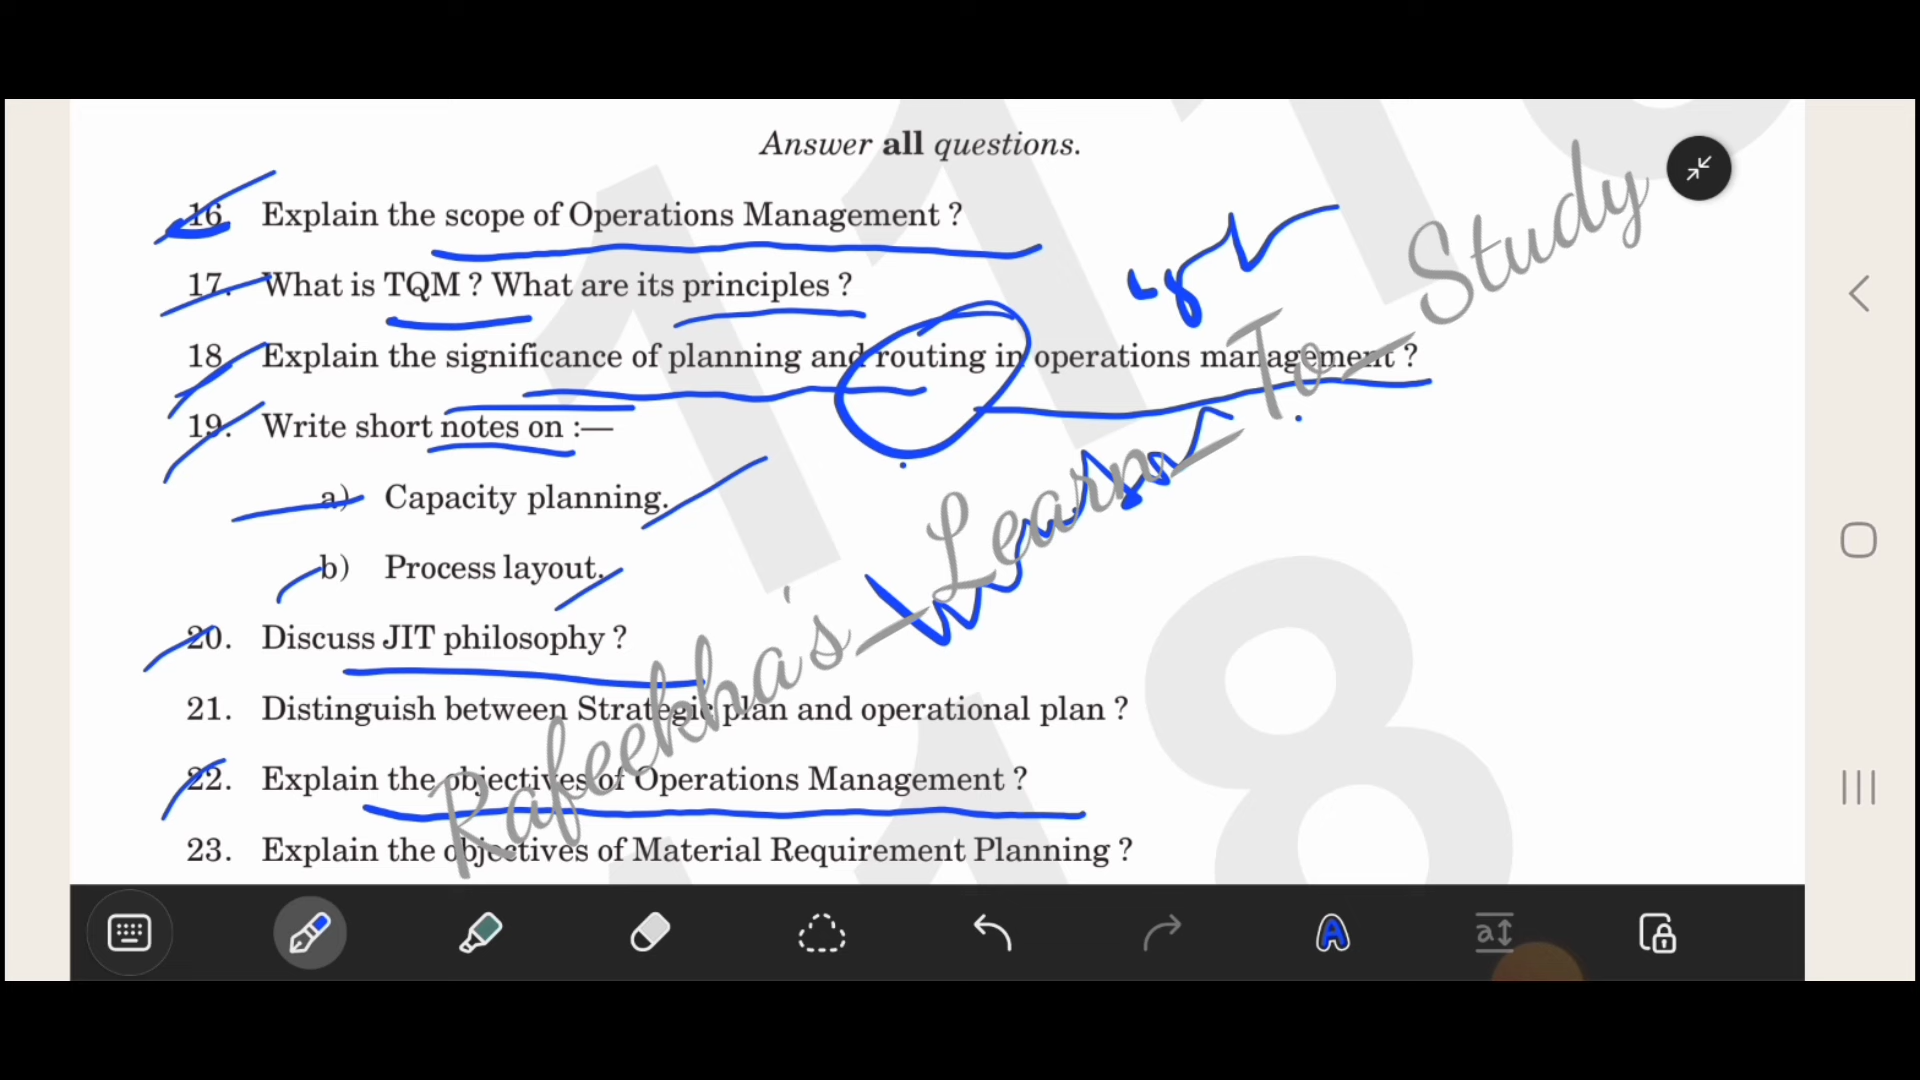 Answer all questions.
16. Explain the scope of Operations Management ?
17. What is TQM ? What are its principles ?
18. Explain the significance of planning and routing in operations management ?
19. Write short notes on :—
a) Capacity planning.
b) Process layout.
20. Discuss JIT philosophy ?
21. Distinguish between Strategic plan and operational plan ?
22. Explain the objectives of Operations Management ?
23. Explain the objectives of Material Requirement Planning ?
Rafeekha's_Learn_To_Study